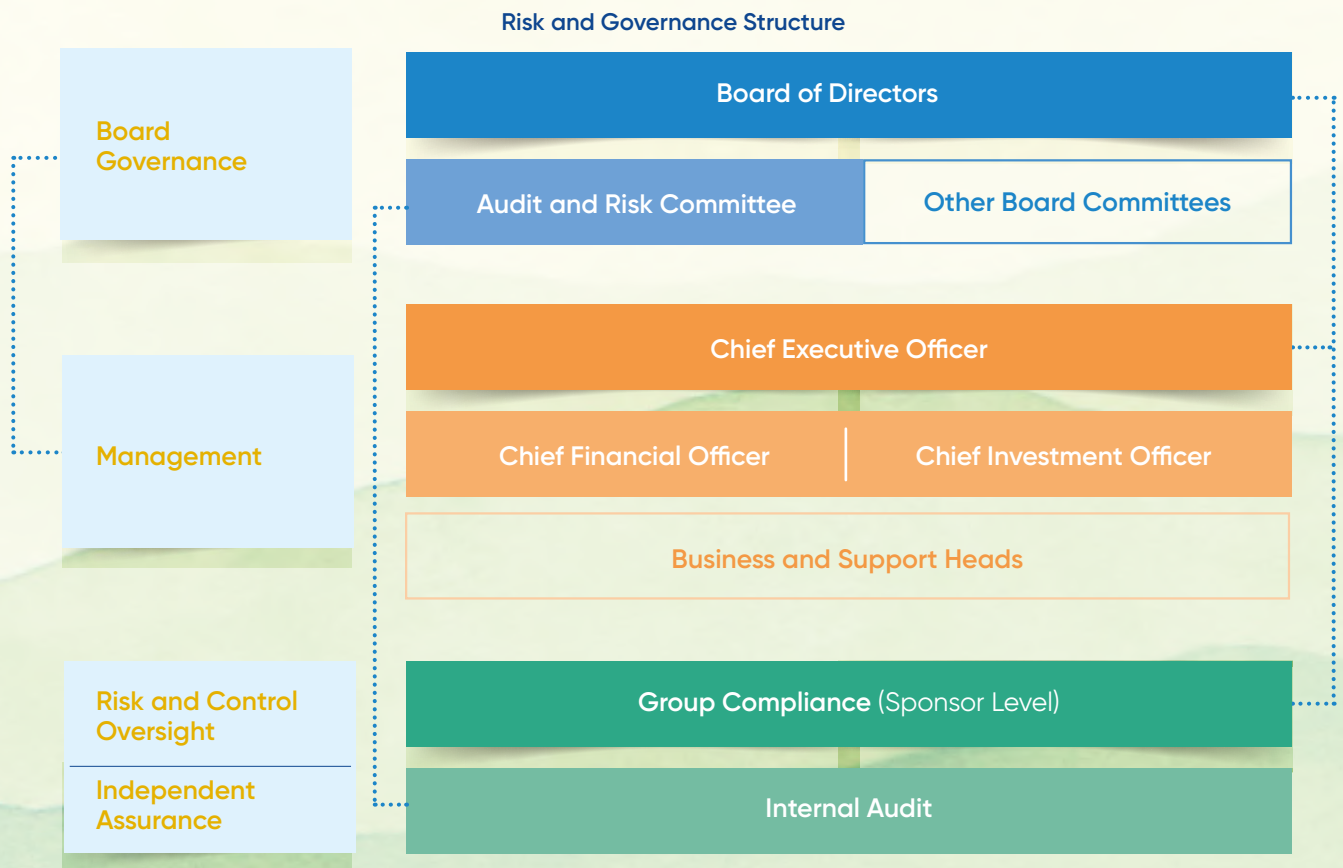 Risk and Governance Structure
Board
Governance
Board of Directors
Audit and Risk Committee
Other Board Committees
Management
Chief Executive Officer
Chief Financial Officer
Chief Investment Officer
Business and Support Heads
Risk and Control
Oversight
Group Compliance (Sponsor Level)
Independent
Assurance
Internal Audit